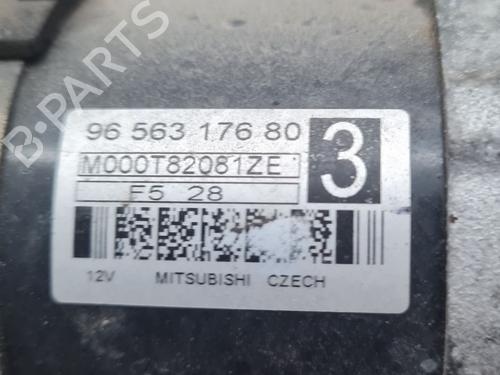 B-PARTS
96 563 176 80
3
M000T82081ZE
F5 28
12V MITSUBISHI CZECH